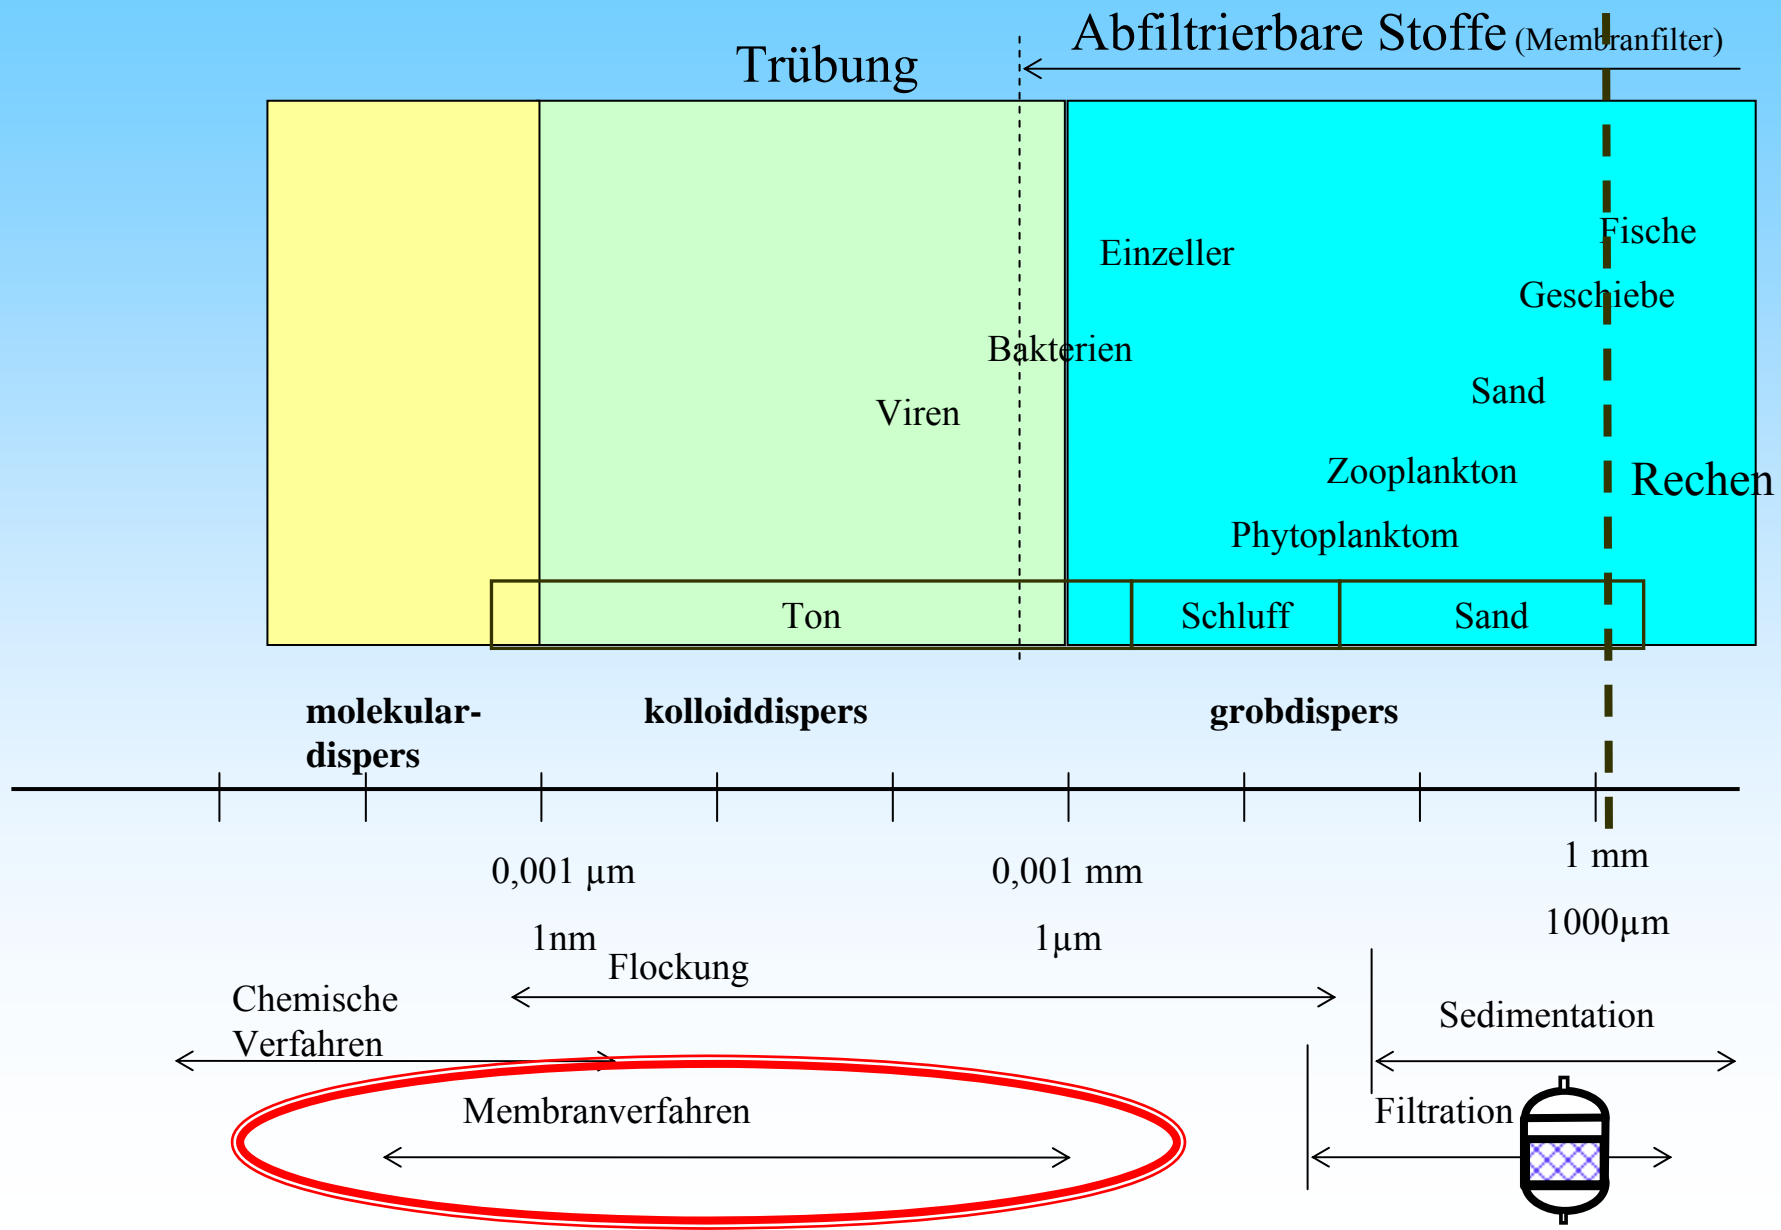 Abfiltrierbare Stoffe (Membranfilter)
Trübung
Fische
Einzeller
Geschiebe
Bakterien
Sand
Viren
Zooplankton
Rechen
Phytoplanktom
Ton
Schluff
Sand
molekular-
dispers
kolloiddispers
grobdispers
0,001 µm
0,001 mm
1 mm
1nm
1µm
1000µm
Flockung
Chemische
Verfahren
Sedimentation
Membranverfahren
Filtration